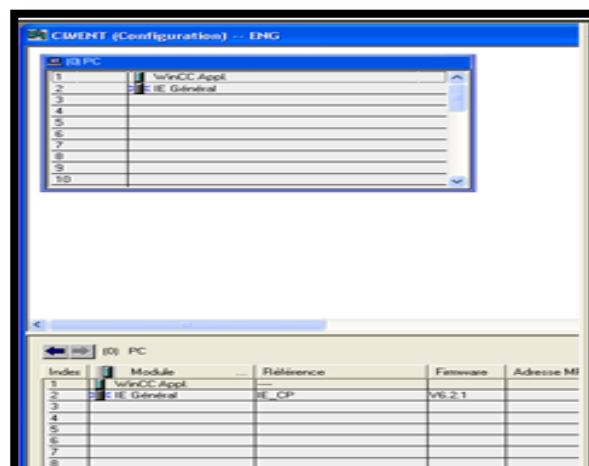 CIMENT (Configuration) -- ENG
(0) PC
1 WinCC Appl.
2 IE Général
3
4
5
6
7
8
9
10
(0) PC
Index Module ... Référence Firmware Adresse MP
1 WinCC Appl. ---
2 IE Général IE_CP V6.2.1
3
4
5
6
7
8